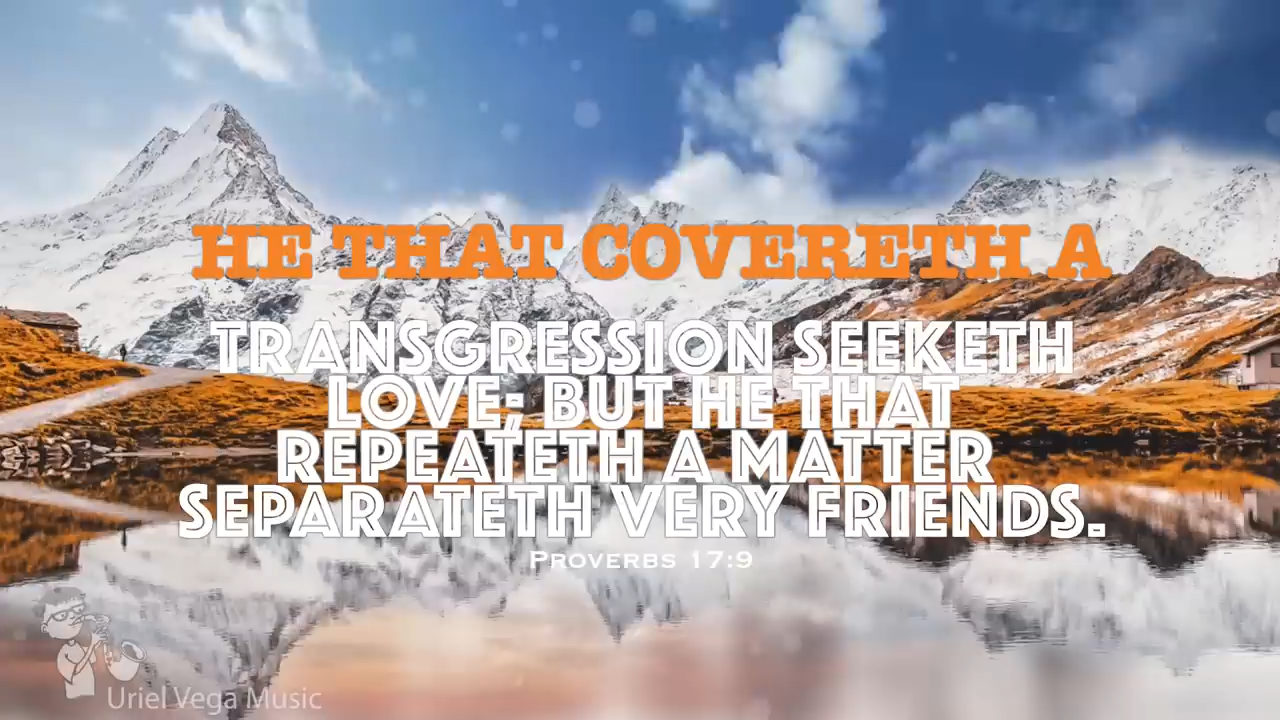 HE THAT COVERETH A
TRANSGRESSION SEEKETH
LOVE; BUT HE THAT
REPEATETH A MATTER
SEPARATETH VERY FRIENDS.
PROVERBS 17:9
Uriel Vega Music